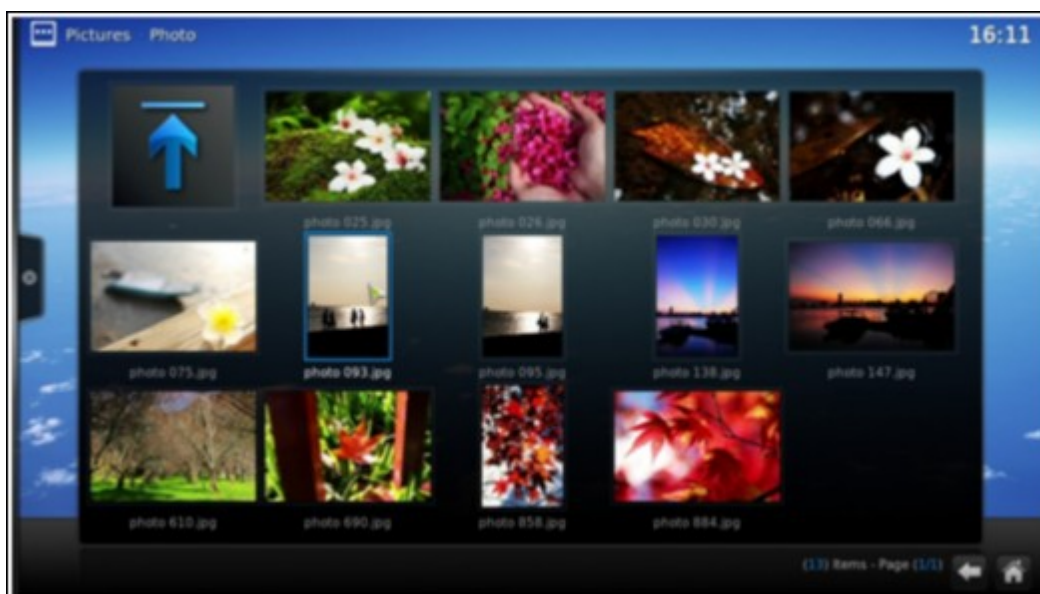 Pictures Photo 16:11
..
photo 025.jpg photo 026.jpg photo 030.jpg photo 066.jpg
photo 075.jpg photo 093.jpg photo 095.jpg photo 138.jpg photo 147.jpg
photo 610.jpg photo 690.jpg photo 858.jpg photo 884.jpg
(13) Items - Page (1/1)